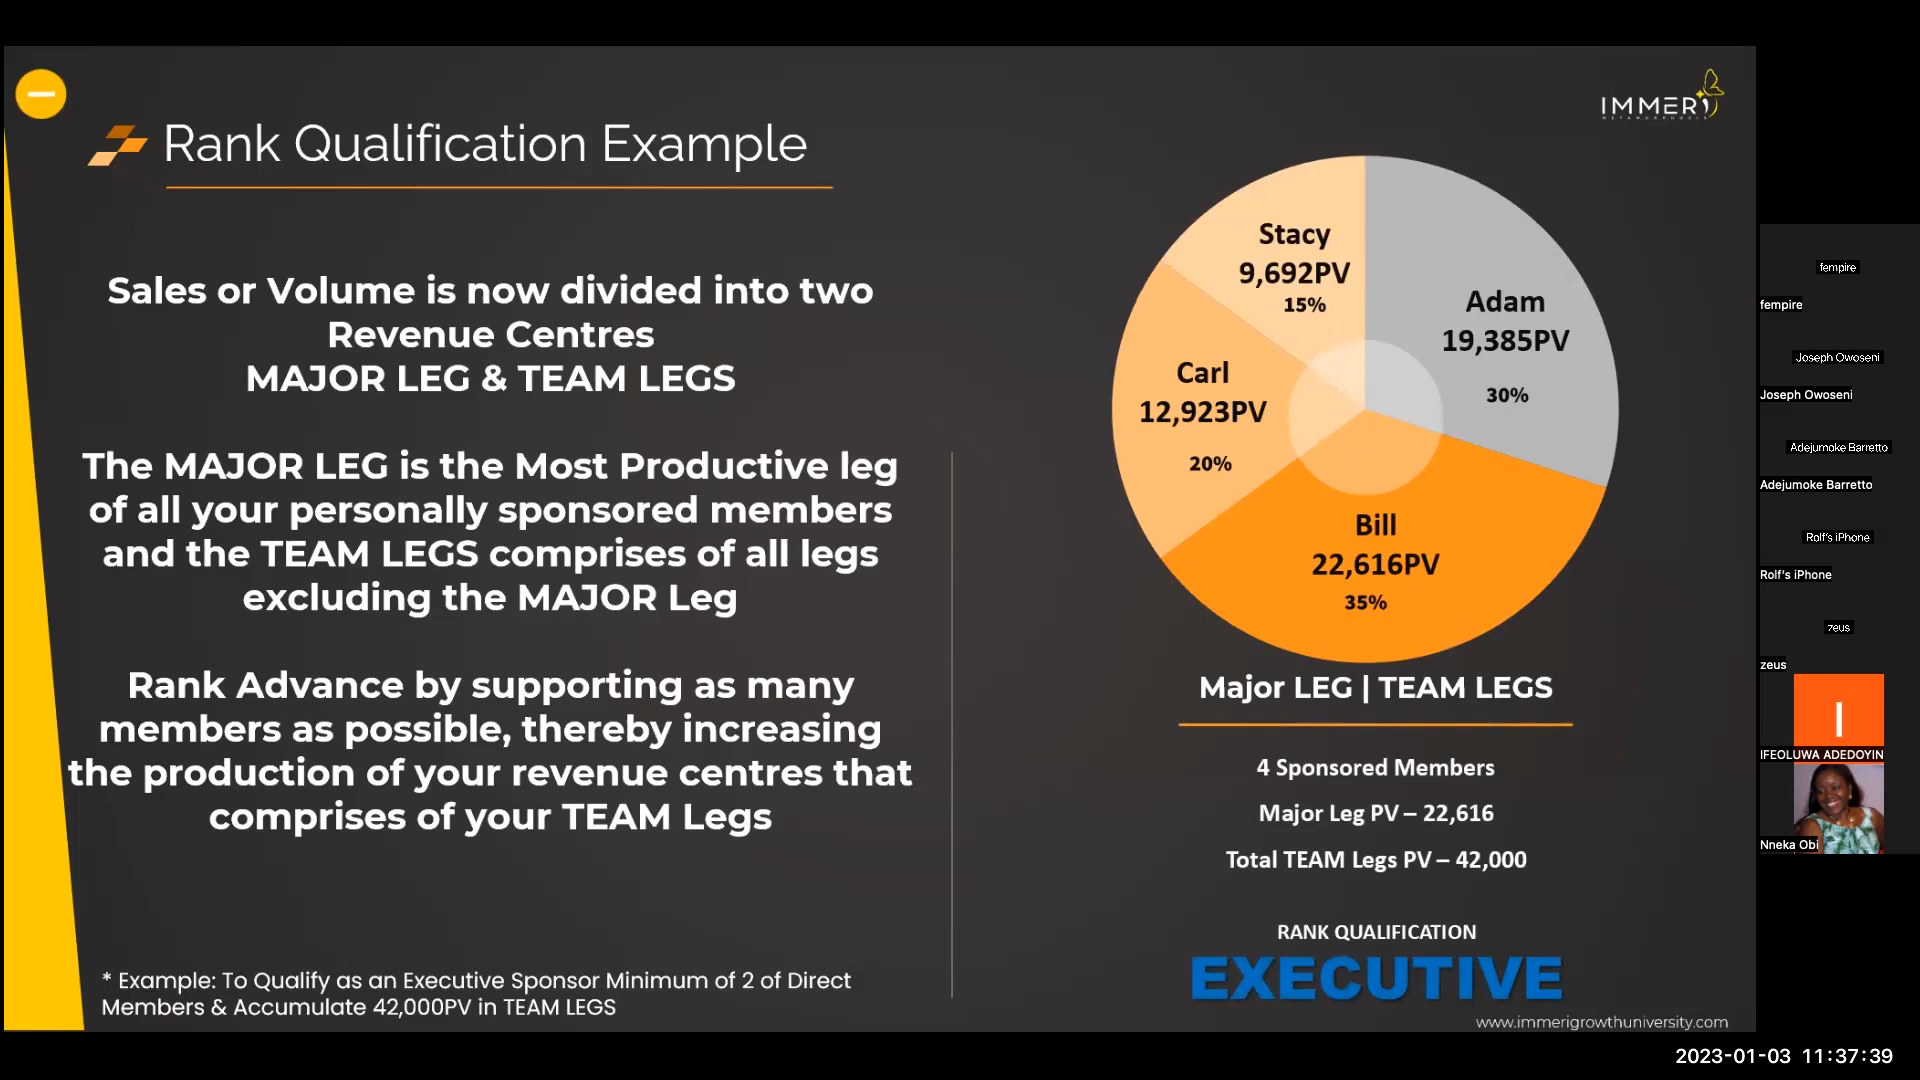 IMMERI
METAMORPHOSIS
Rank Qualification Example
Sales or Volume is now divided into two
Revenue Centres
MAJOR LEG & TEAM LEGS
The MAJOR LEG is the Most Productive leg
of all your personally sponsored members
and the TEAM LEGS comprises of all legs
excluding the MAJOR Leg
Rank Advance by supporting as many
members as possible, thereby increasing
the production of your revenue centres that
comprises of your TEAM Legs
* Example: To Qualify as an Executive Sponsor Minimum of 2 of Direct
Members & Accumulate 42,000PV in TEAM LEGS
Stacy
9,692PV
15%
Adam
19,385PV
30%
Carl
12,923PV
20%
Bill
22,616PV
35%
Major LEG | TEAM LEGS
4 Sponsored Members
Major Leg PV – 22,616
Total TEAM Legs PV – 42,000
RANK QUALIFICATION
EXECUTIVE
www.immerigrowthuniversity.com
fempire
fempire
Joseph Owoseni
Joseph Owoseni
Adejumoke Barretto
Adejumoke Barretto
Rolf's iPhone
Rolf's iPhone
zeus
zeus
I
IFEOLUWA ADEDOYIN
Nneka Obi
2023-01-03 11:37:39